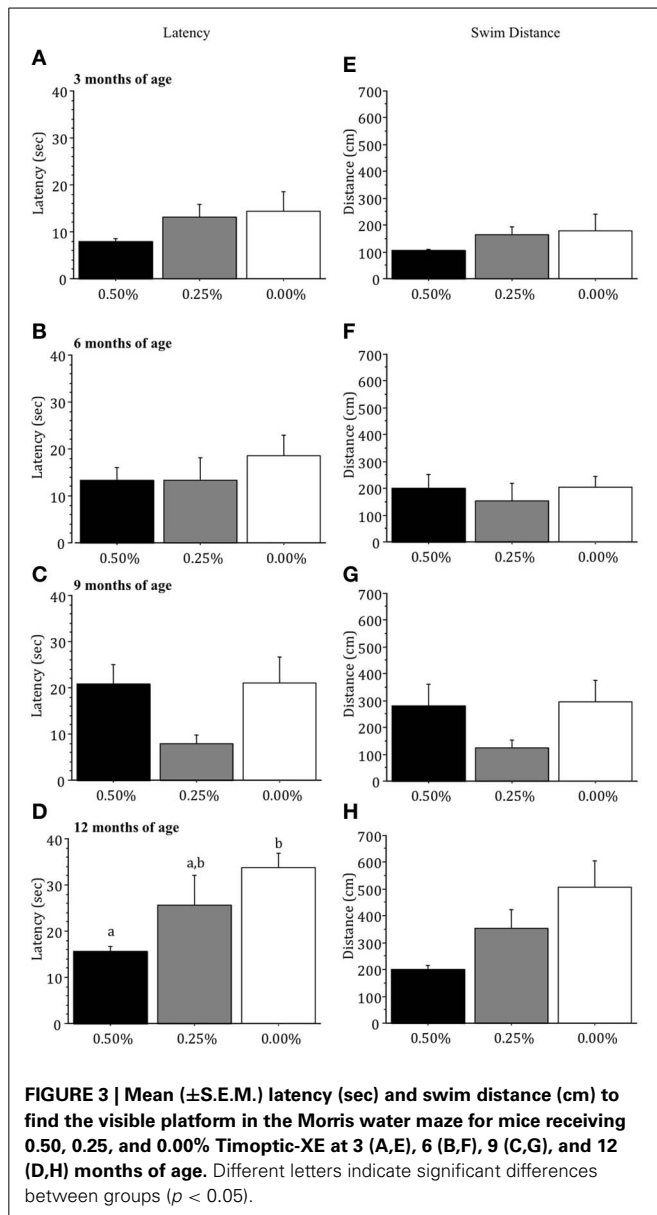 Latency
Swim Distance
A
3 months of age
Latency (sec)
40
30
20
10
0
0.50%
0.25%
0.00%
E
Distance (cm)
700
600
500
400
300
200
100
0
0.50%
0.25%
0.00%
B
6 months of age
Latency (sec)
40
30
20
10
0
0.50%
0.25%
0.00%
F
Distance (cm)
700
600
500
400
300
200
100
0
0.50%
0.25%
0.00%
C
9 months of age
Latency (sec)
40
30
20
10
0
0.50%
0.25%
0.00%
G
Distance (cm)
700
600
500
400
300
200
100
0
0.50%
0.25%
0.00%
D
12 months of age
Latency (sec)
40
30
20
10
0
a
a,b
b
0.50%
0.25%
0.00%
H
Distance (cm)
700
600
500
400
300
200
100
0
0.50%
0.25%
0.00%
FIGURE 3 | Mean (±S.E.M.) latency (sec) and swim distance (cm) to
find the visible platform in the Morris water maze for mice receiving
0.50, 0.25, and 0.00% Timoptic-XE at 3 (A,E), 6 (B,F), 9 (C,G), and 12
(D,H) months of age. Different letters indicate significant differences
between groups (p < 0.05).